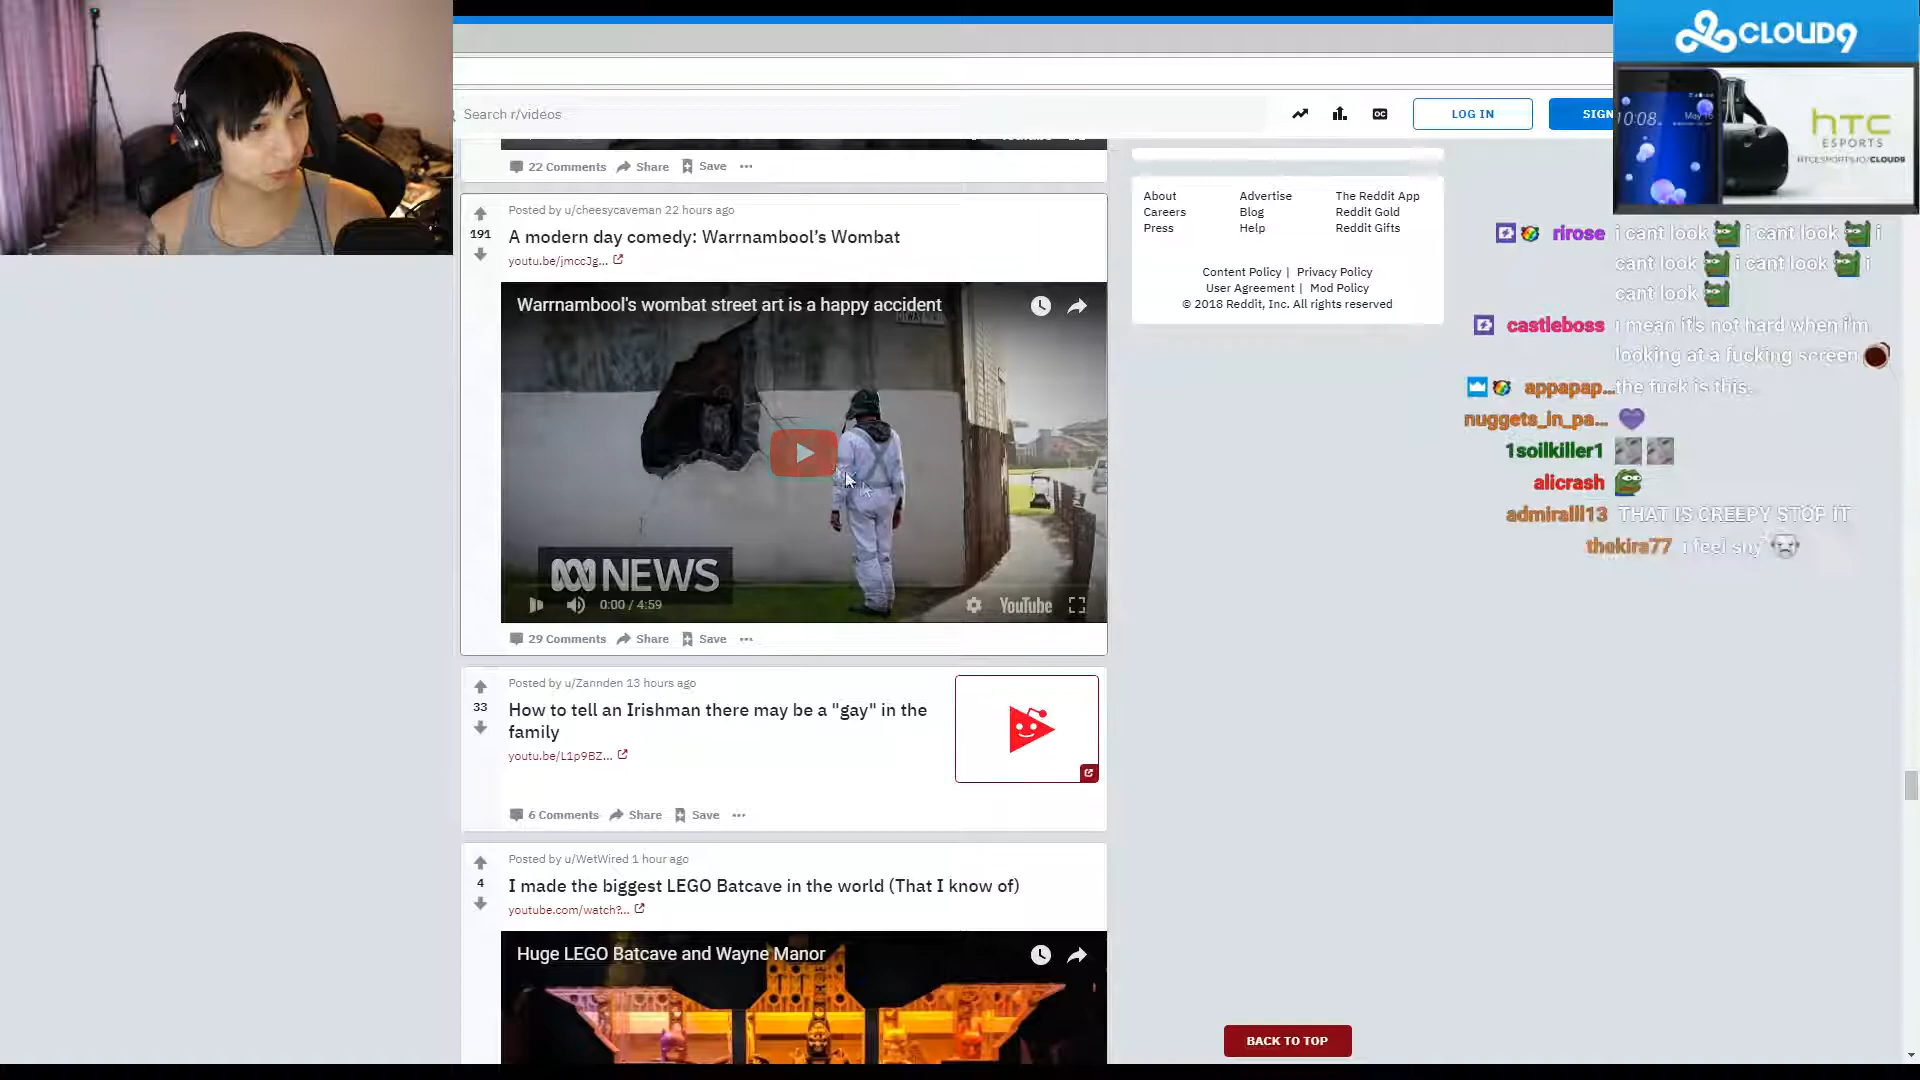 Search r/videos
LOG IN
SIGN
CLOUD9
10:08
May 16
htc
ESPORTS
HTCESPORTS.IO/CLOUD9
22 Comments Share Save
Posted by u/cheesycaveman 22 hours ago
191
A modern day comedy: Warrnambool’s Wombat
youtu.be/jmccJg...
Warrnambool's wombat street art is a happy accident
NEWS
0:00 / 4:59
YouTube
29 Comments Share Save
Posted by u/Zannden 13 hours ago
33
How to tell an Irishman there may be a "gay" in the
family
youtu.be/L1p9BZ...
6 Comments Share Save
Posted by u/WetWired 1 hour ago
4
I made the biggest LEGO Batcave in the world (That I know of)
youtube.com/watch?...
Huge LEGO Batcave and Wayne Manor
About Advertise The Reddit App
Careers Blog Reddit Gold
Press Help Reddit Gifts
Content Policy | Privacy Policy
User Agreement | Mod Policy
© 2018 Reddit, Inc. All rights reserved
BACK TO TOP
rirose i cant look i cant look i
cant look i cant look i
cant look
castleboss i mean it's not hard when i'm
looking at a fucking screen
appapap... the fuck is this.
nuggets_in_pa...
1soilkiller1
alicrash
admiralll13 THAT IS CREEPY STOP IT
thekira77 i feel shy